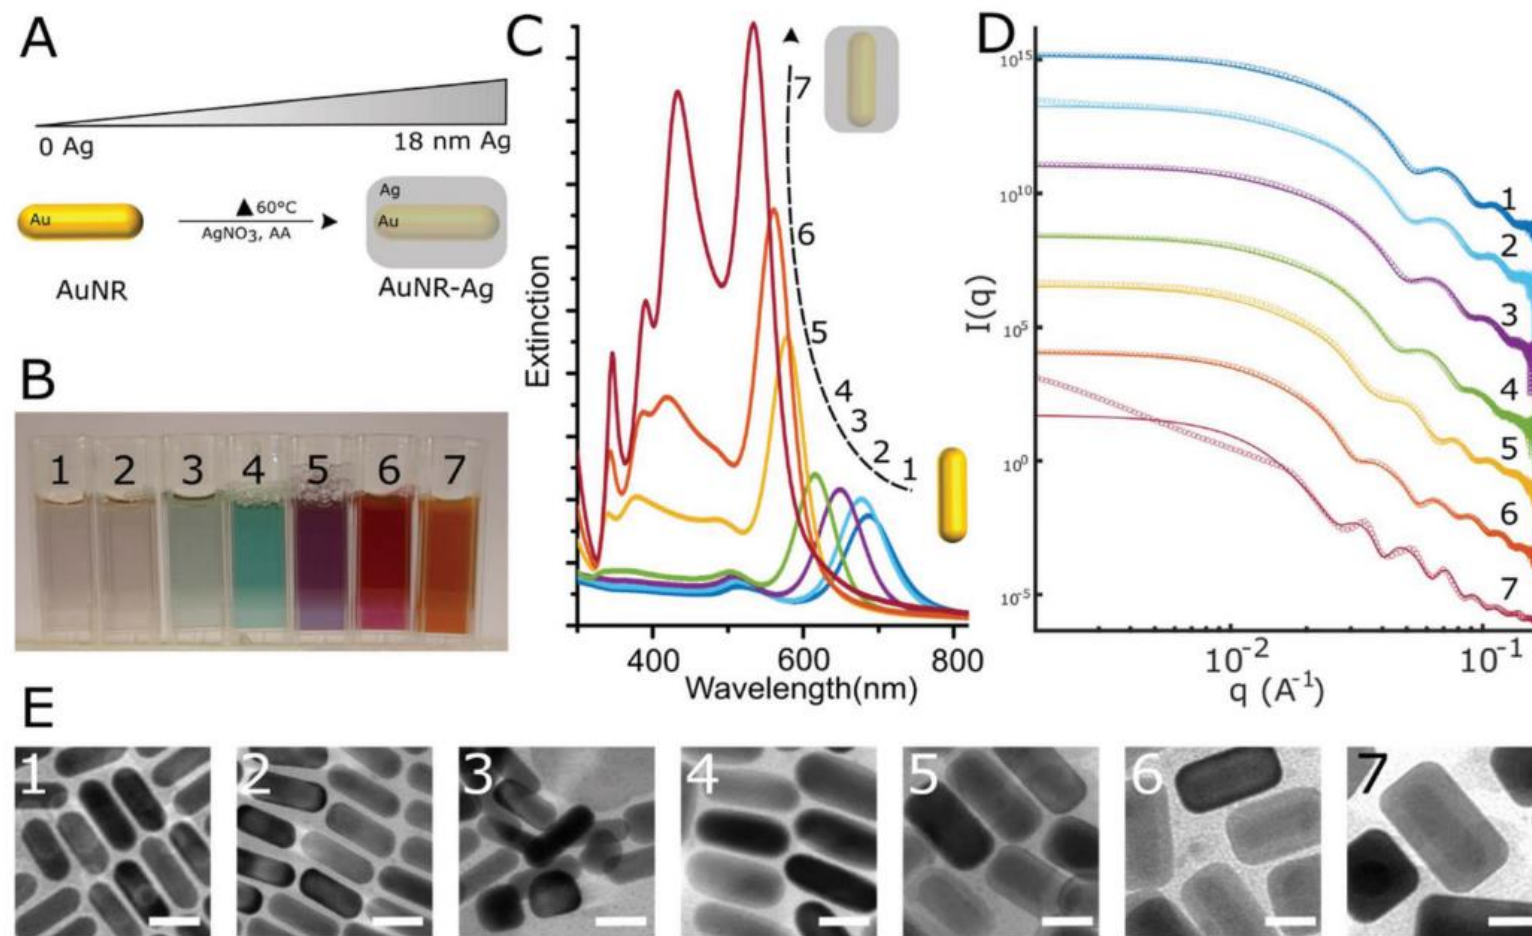 A
0 Ag
18 nm Ag
Au
▲ 60°C
AgNO3, AA
Ag
Au
AuNR
AuNR-Ag
B
1 2 3 4 5 6 7
C
7
6
5
4
3
2
1
Extinction
400 600 800
Wavelength(nm)
D
10^15
10^10
10^5
10^0
10^-5
I(q)
1
2
3
4
5
6
7
10^-2 10^-1
q (A^-1)
E
1 2 3 4 5 6 7